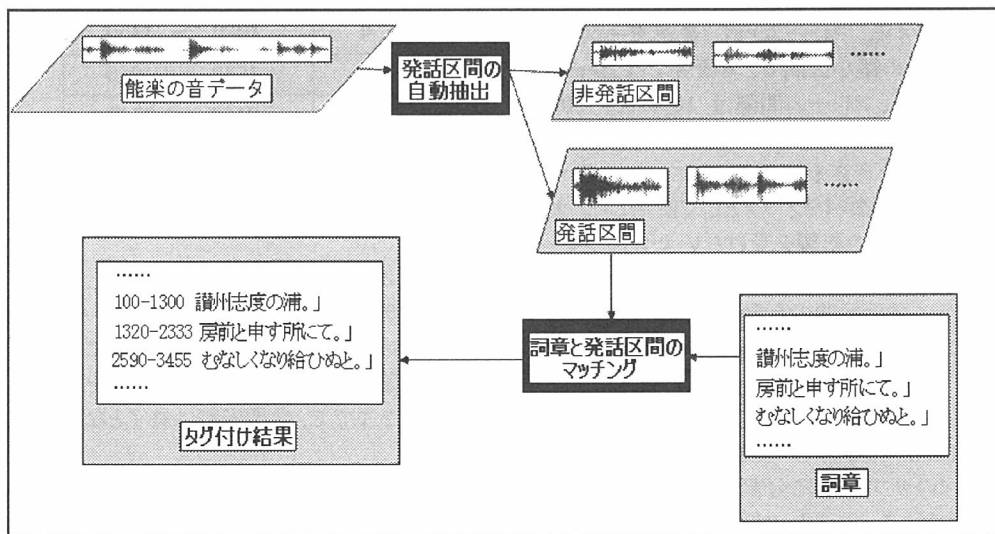 能楽の音データ
発話区間の
自動抽出
……
非発話区間
……
発話区間
……
100-1300 讃州志度の浦。」
1320-2333 房前と申す所にて。」
2590-3455 むなしくなり給ひぬと。」
……
タグ付け結果
詞章と発話区間の
マッチング
……
讃州志度の浦。」
房前と申す所にて。」
むなしくなり給ひぬと。」
……
詞章